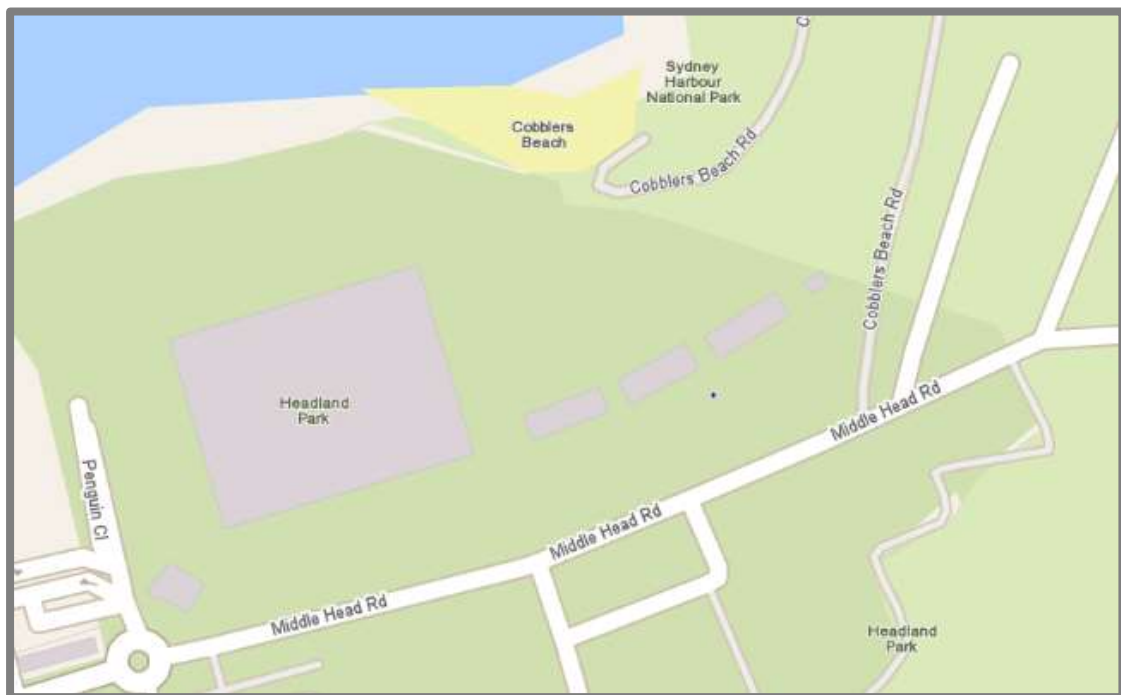 C
Sydney
Harbour
National Park
Cobblers
Beach
Cobblers Beach Rd
Cobblers Beach Rd
Headland
Park
Middle Head Rd
Penguin Cl
Middle Head Rd
Middle Head Rd
Headland
Park